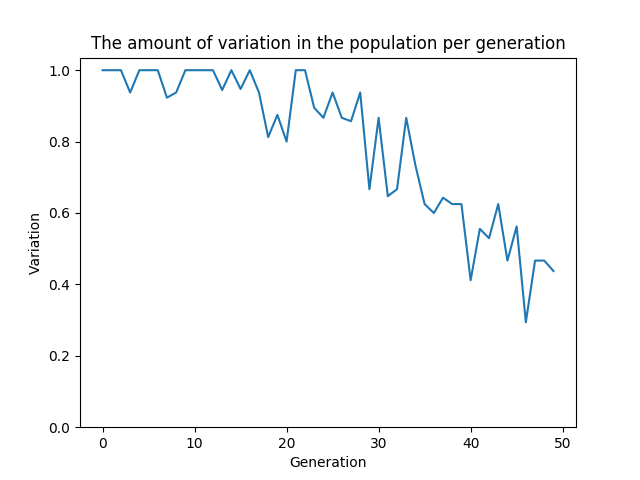 The amount of variation in the population per generation
1.0
0.8
0.6
0.4
0.2
0.0
Variation
0 10 20 30 40 50
Generation